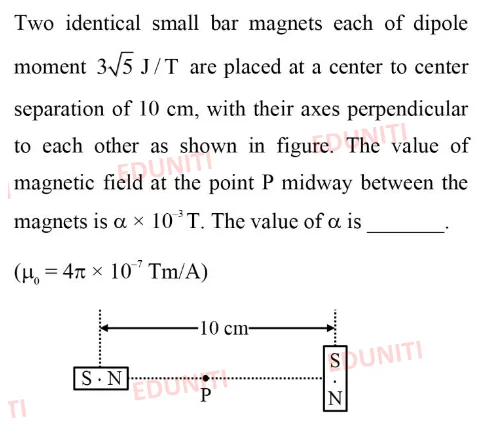 Two identical small bar magnets each of dipole
moment 3√5 J/T are placed at a center to center
separation of 10 cm, with their axes perpendicular
to each other as shown in figure. The value of
magnetic field at the point P midway between the
magnets is α × 10⁻³ T. The value of α is ________.
(μ₀ = 4π × 10⁻⁷ Tm/A)
10 cm
S · N
P
S
·
N
EDUNITI
EDUNITI
EDUNITI
EDUNITI
I
TI